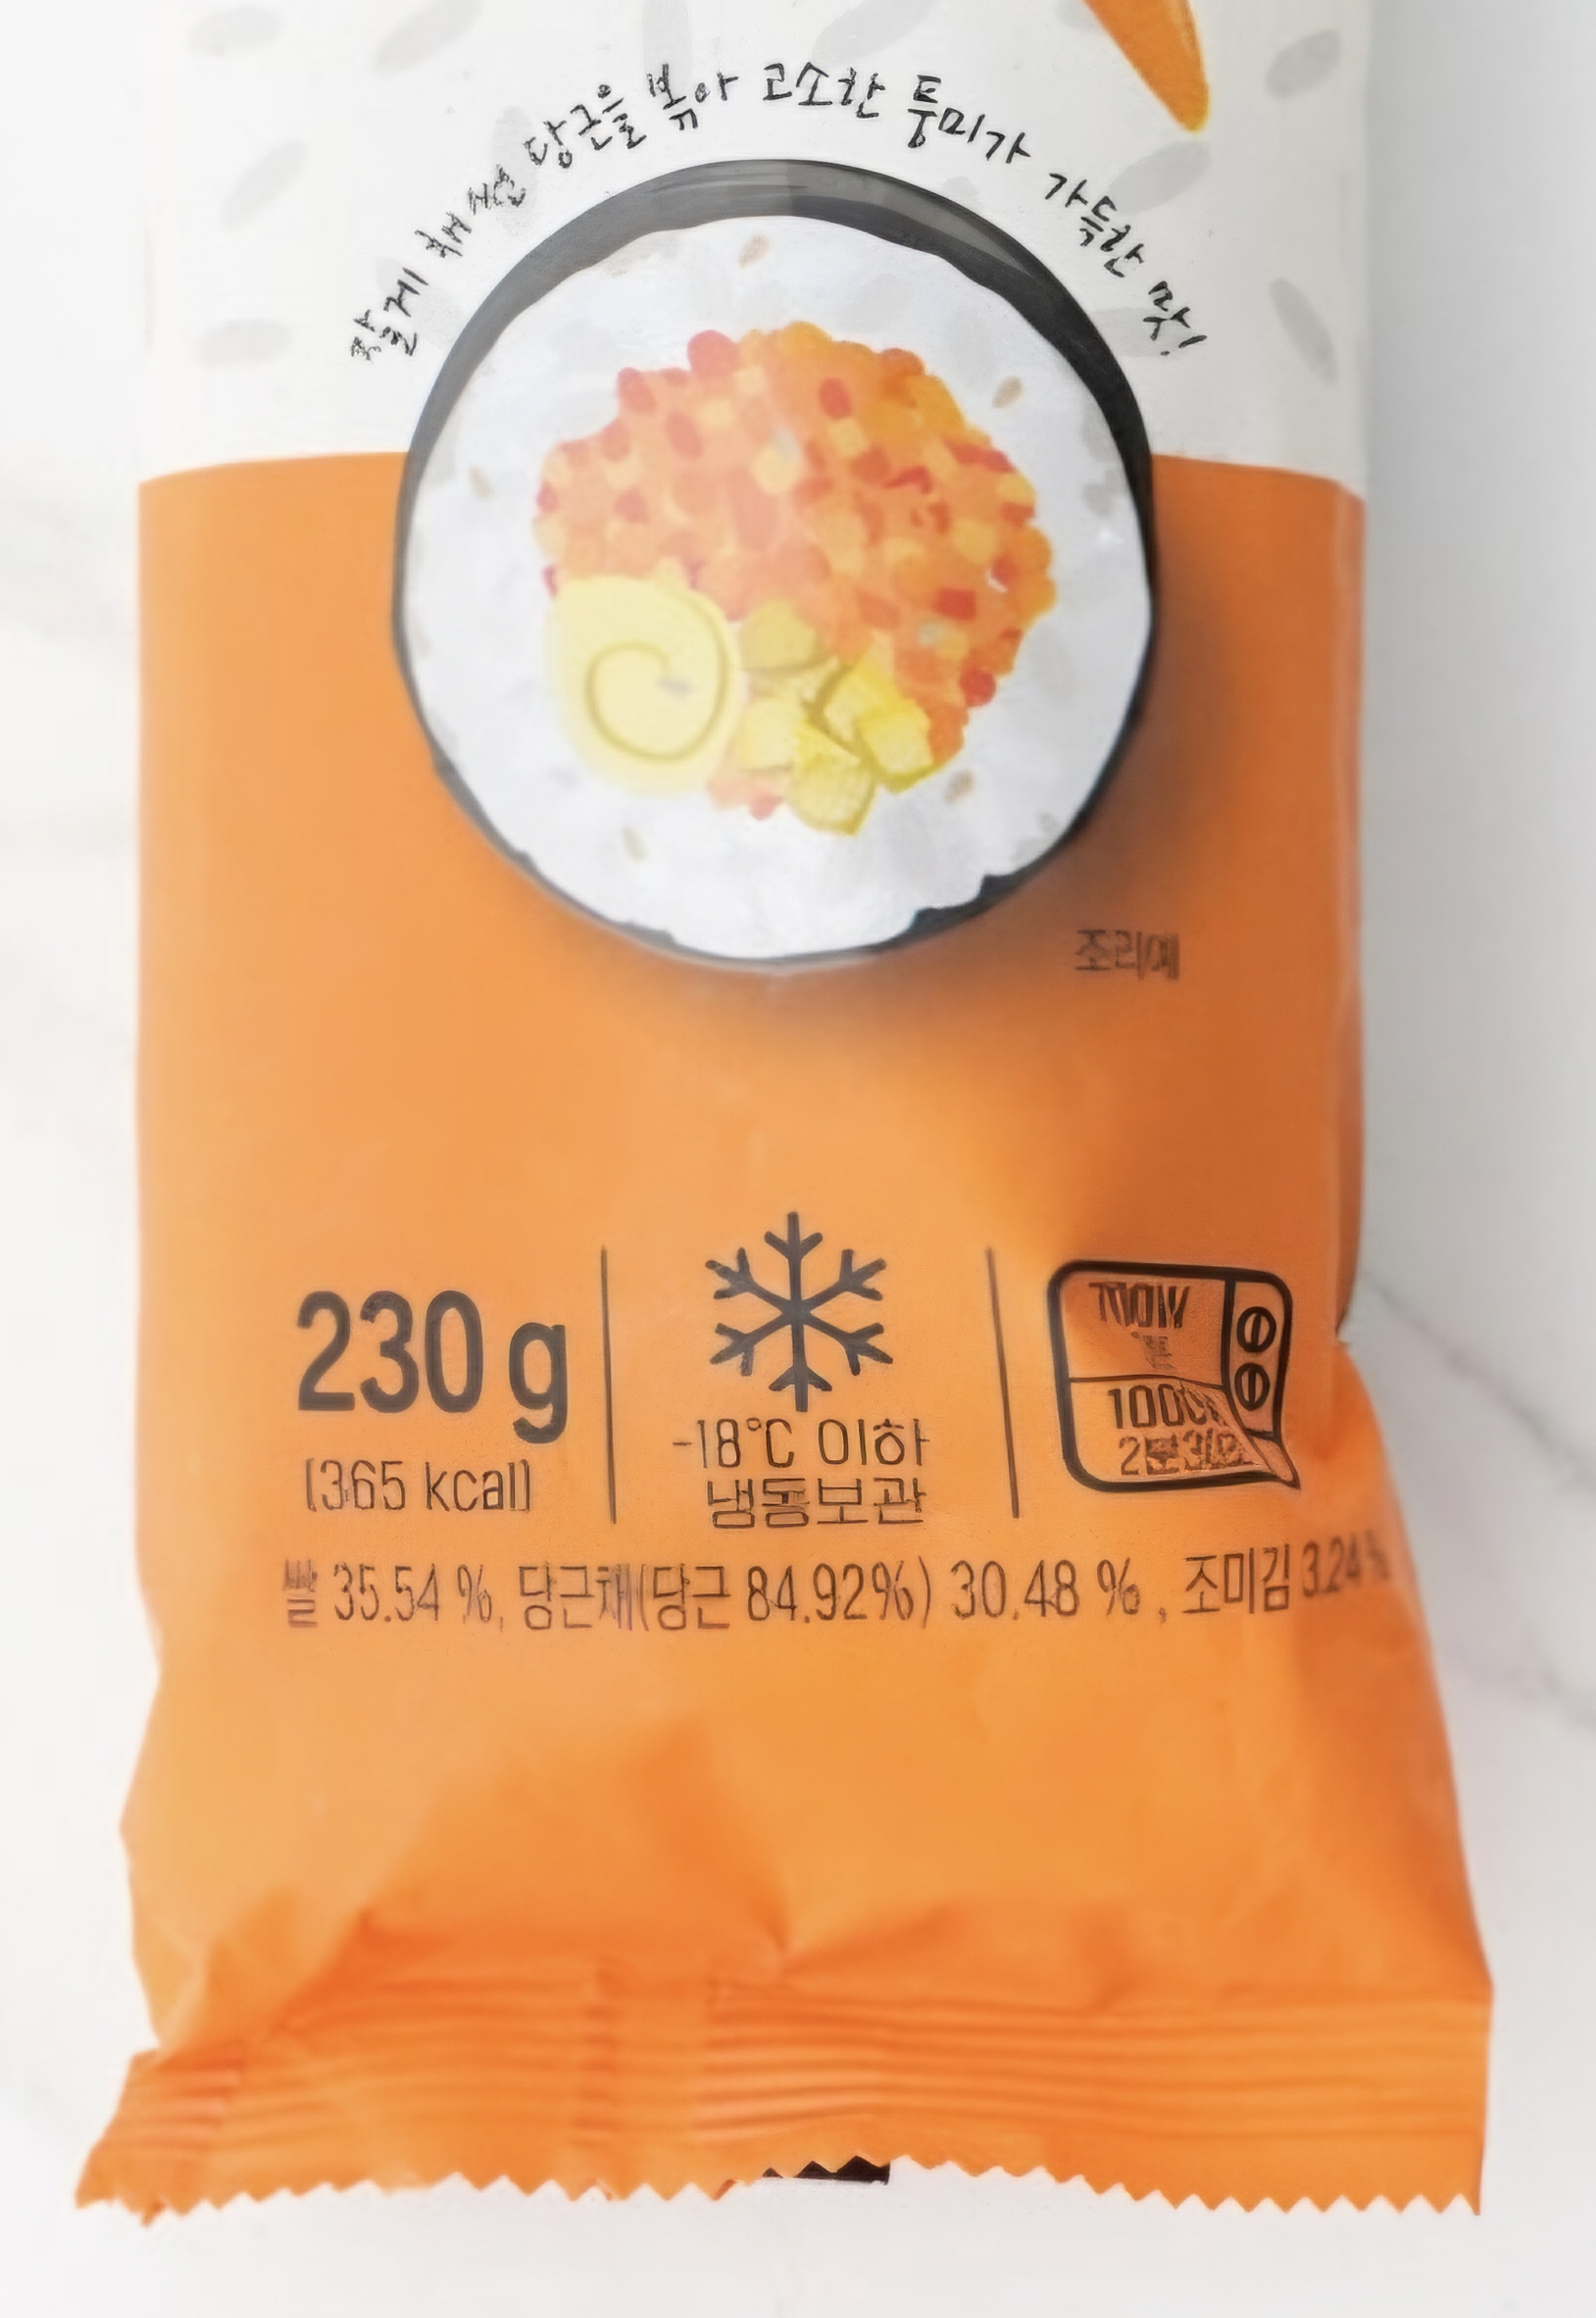 잘게 채 썬 당근을 볶아 고소한 풍미가 가득한 맛!
조리예
230 g
(365 kcal)
-18℃ 이하
냉동보관
700W
쌀 35.54 %, 당근채(당근 84.92%) 30.48 %, 조미김 3.24 %